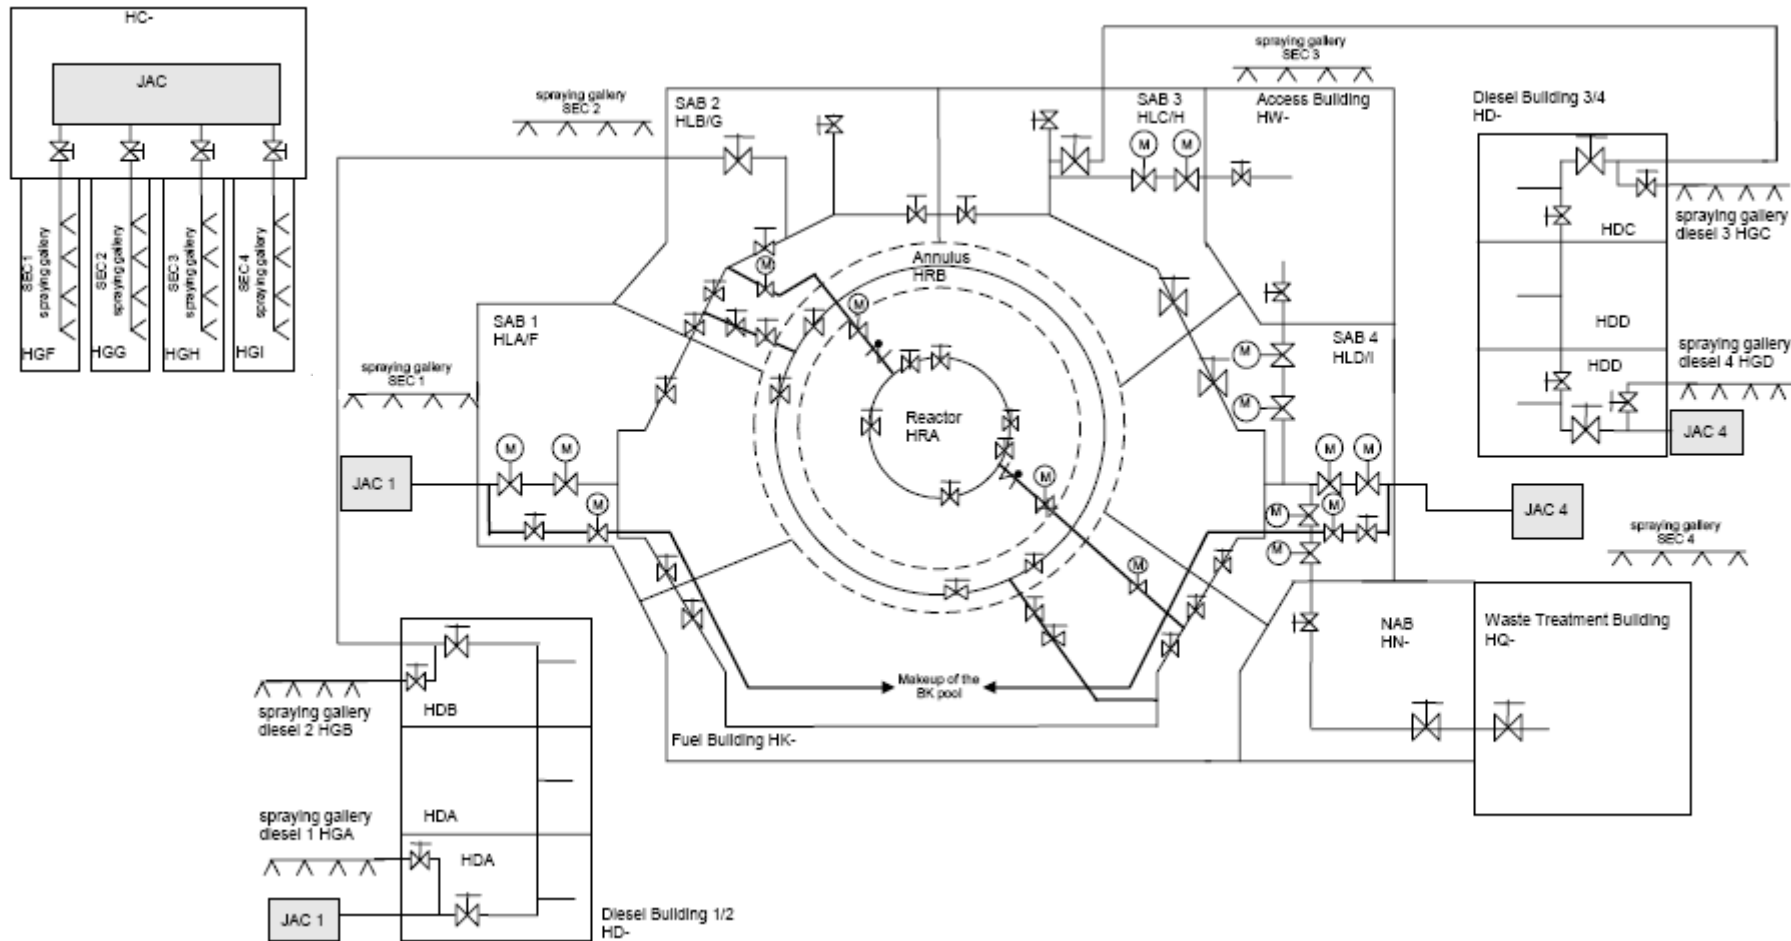 HC-
JAC
SEC 1
spraying gallery
SEC 2
spraying gallery
SEC 3
spraying gallery
SEC 4
spraying gallery
HGF
HGG
HGH
HGI
spraying gallery
SEC 2
SAB 2
HLB/G
spraying gallery
SEC 3
SAB 3
HLC/H
Access Building
HW-
M
M
Diesel Building 3/4
HD-
HDC
spraying gallery
diesel 3 HGC
HDD
HDD
spraying gallery
diesel 4 HGD
JAC 4
Annulus
HRB
M
M
SAB 1
HLA/F
spraying gallery
SEC 1
SAB 4
HLD/I
M
M
Reactor
HRA
JAC 1
M
M
M
M
M
M
M
M
M
M
M
JAC 4
spraying gallery
SEC 4
Makeup of the
BK pool
Fuel Building HK-
NAB
HN-
Waste Treatment Building
HQ-
spraying gallery
diesel 2 HGB
HDB
HDA
spraying gallery
diesel 1 HGA
HDA
JAC 1
Diesel Building 1/2
HD-